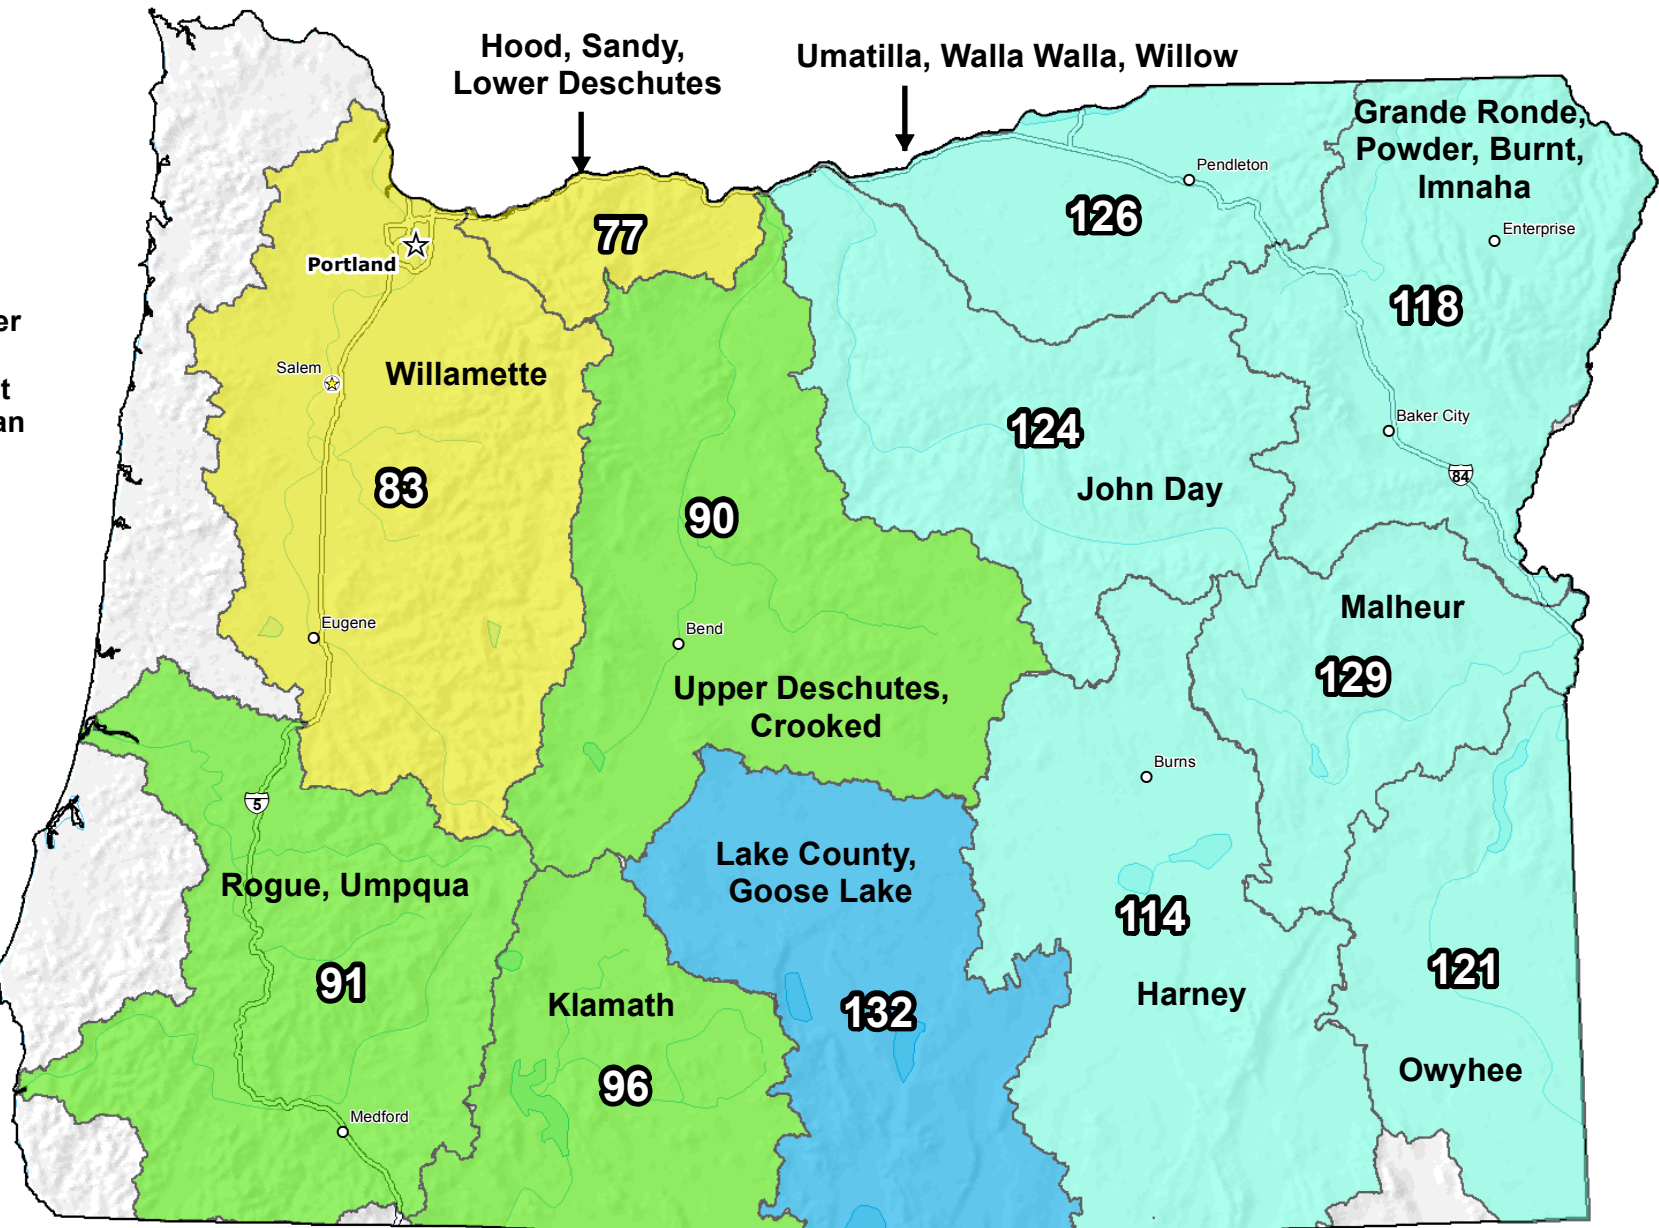 Hood, Sandy,
Lower Deschutes
Umatilla, Walla Walla, Willow
Grande Ronde,
Powder, Burnt,
Imnaha
Pendleton
126
77
Enterprise
Portland
118
er
Salem
Willamette
t
an
Baker City
124
84
John Day
83
90
Malheur
Eugene
Bend
129
Upper Deschutes,
Crooked
Burns
5
Lake County,
Goose Lake
Rogue, Umpqua
114
121
91
Klamath
132
Harney
96
Owyhee
Medford